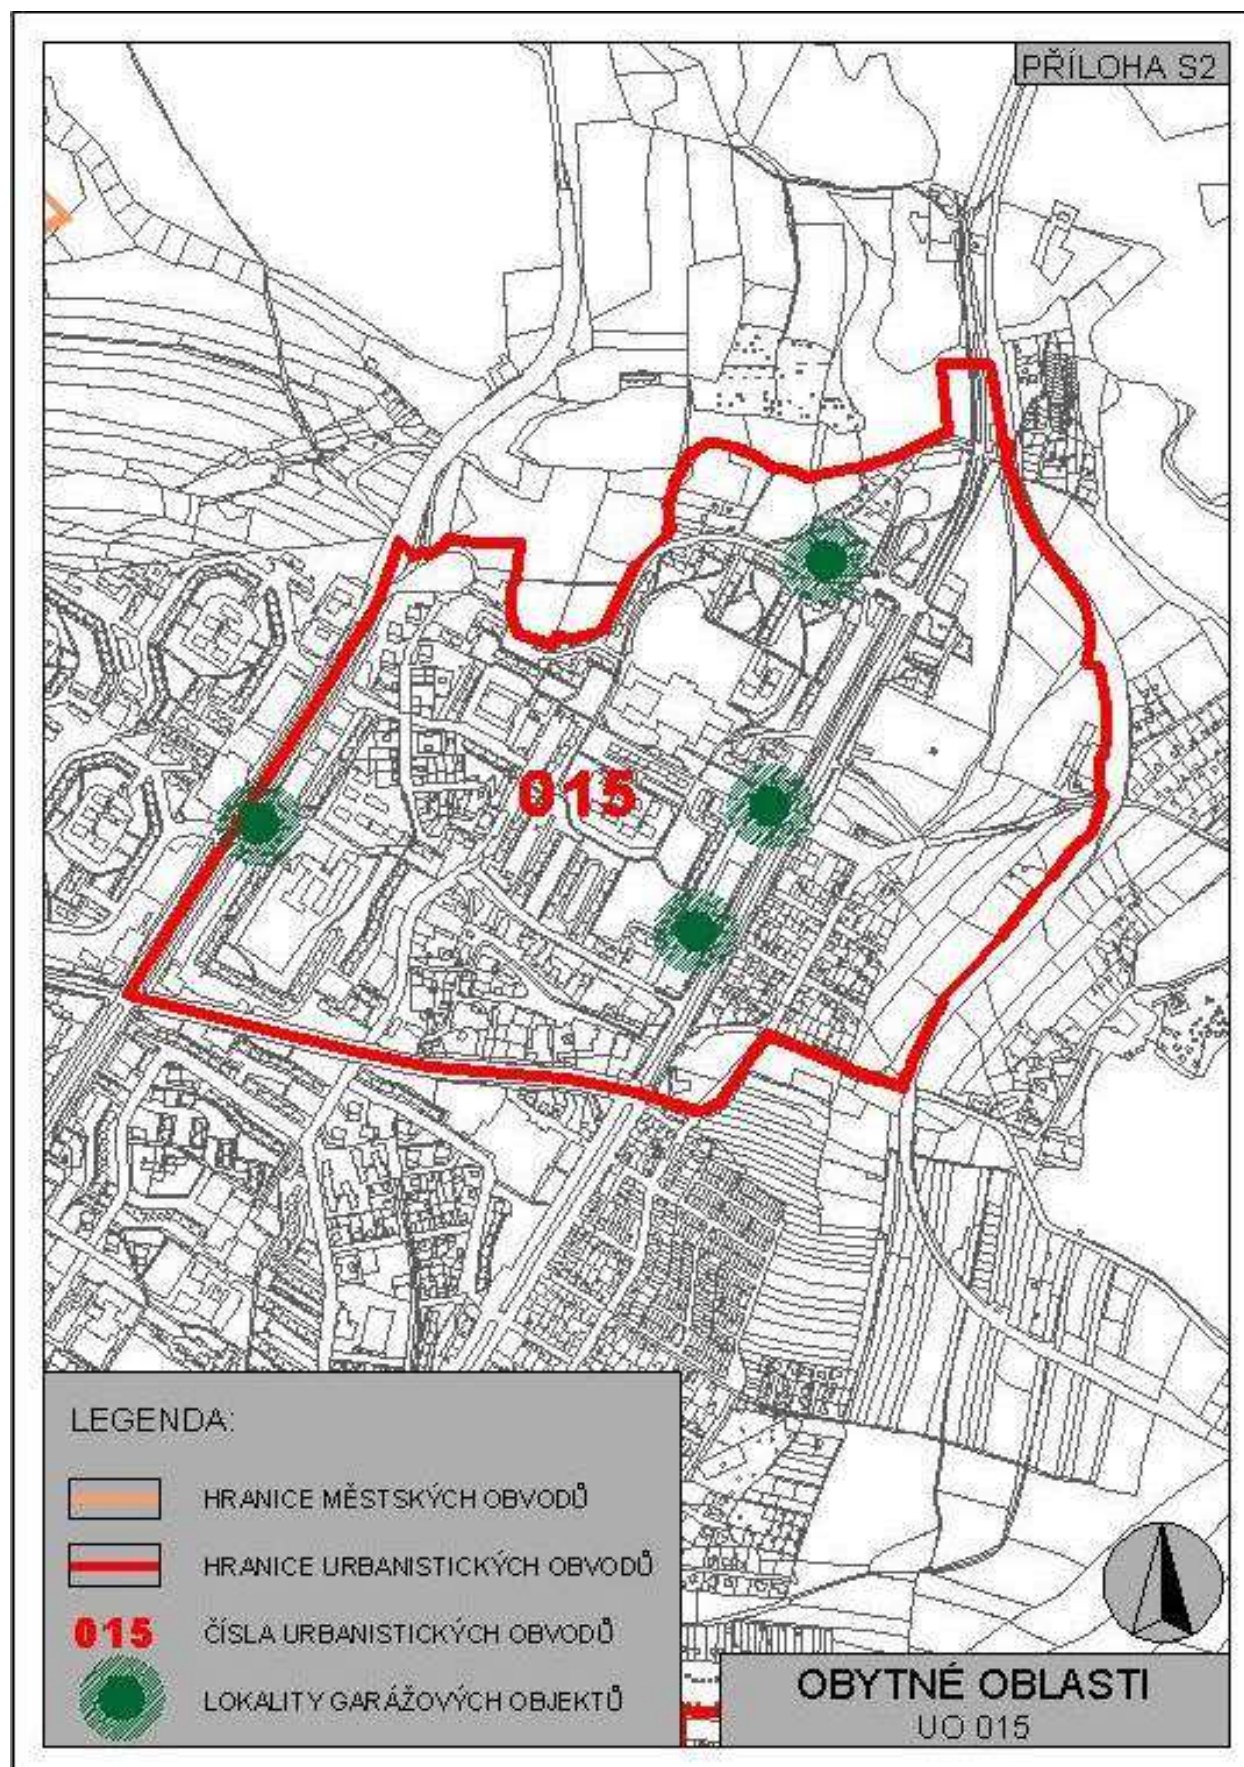 PŘÍLOHA S2
015
LEGENDA:
HRANICE MĚSTSKÝCH OBVODŮ
HRANICE URBANISTICKÝCH OBVODŮ
015 ČÍSLA URBANISTICKÝCH OBVODŮ
LOKALITY GARÁŽOVÝCH OBJEKTŮ
OBYTNÉ OBLASTI
UO 015